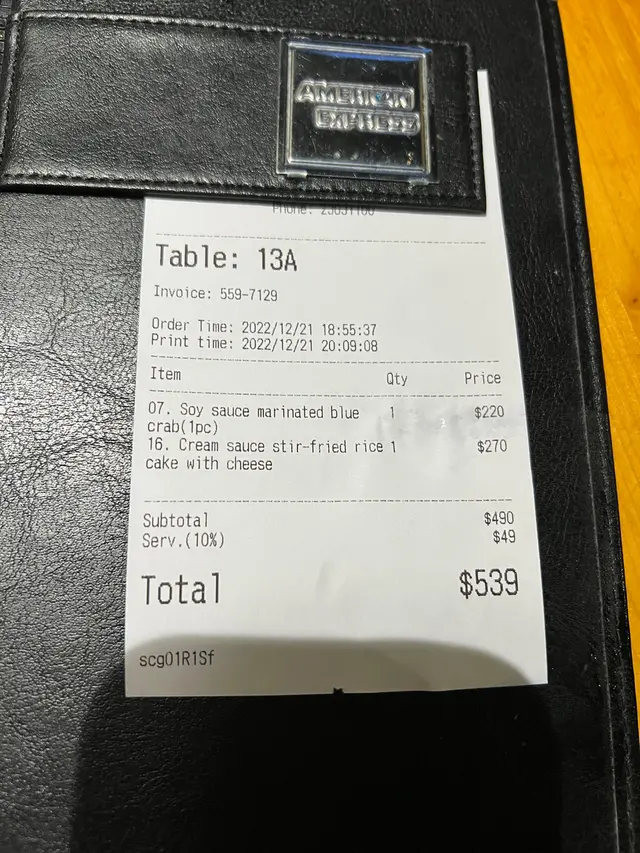 AMERICAN
EXPRESS
Phone: 25031100
Table: 13A
Invoice: 559-7129
Order Time: 2022/12/21 18:55:37
Print time: 2022/12/21 20:09:08
Item Qty Price
07. Soy sauce marinated blue 1 $220
crab(1pc)
16. Cream sauce stir-fried rice 1 $270
cake with cheese
Subtotal $490
Serv.(10%) $49
Total $539
scg01R1Sf